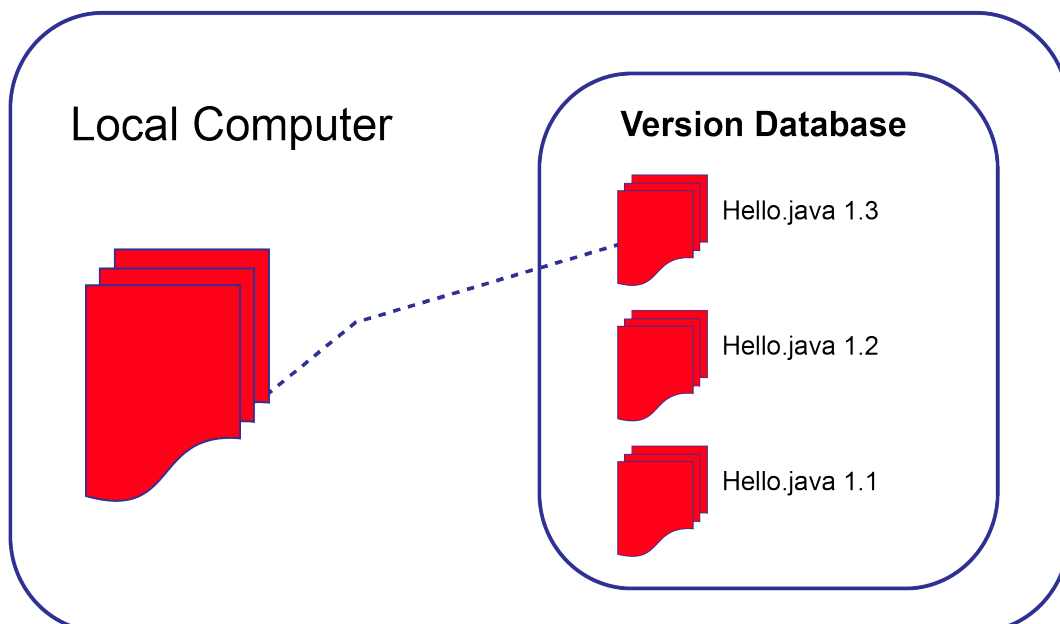 Local Computer
Version Database
Hello.java 1.3
Hello.java 1.2
Hello.java 1.1